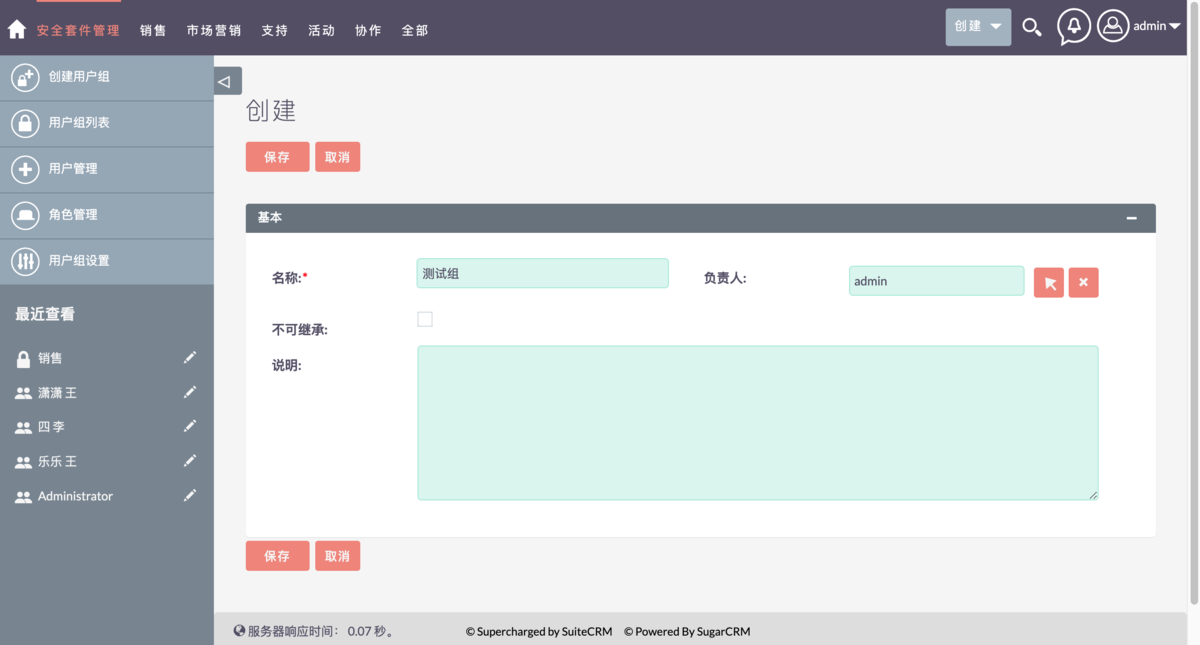 安全套件管理 销售 市场营销 支持 活动 协作 全部 创建 admin
创建用户组
用户组列表
用户管理
角色管理
用户组设置
最近查看
销售
潇潇 王
四 李
乐乐 王
Administrator
创建
保存 取消
基本
名称:* 测试组 负责人: admin
不可继承:
说明:
保存 取消
服务器响应时间: 0.07 秒。 © Supercharged by SuiteCRM © Powered By SugarCRM